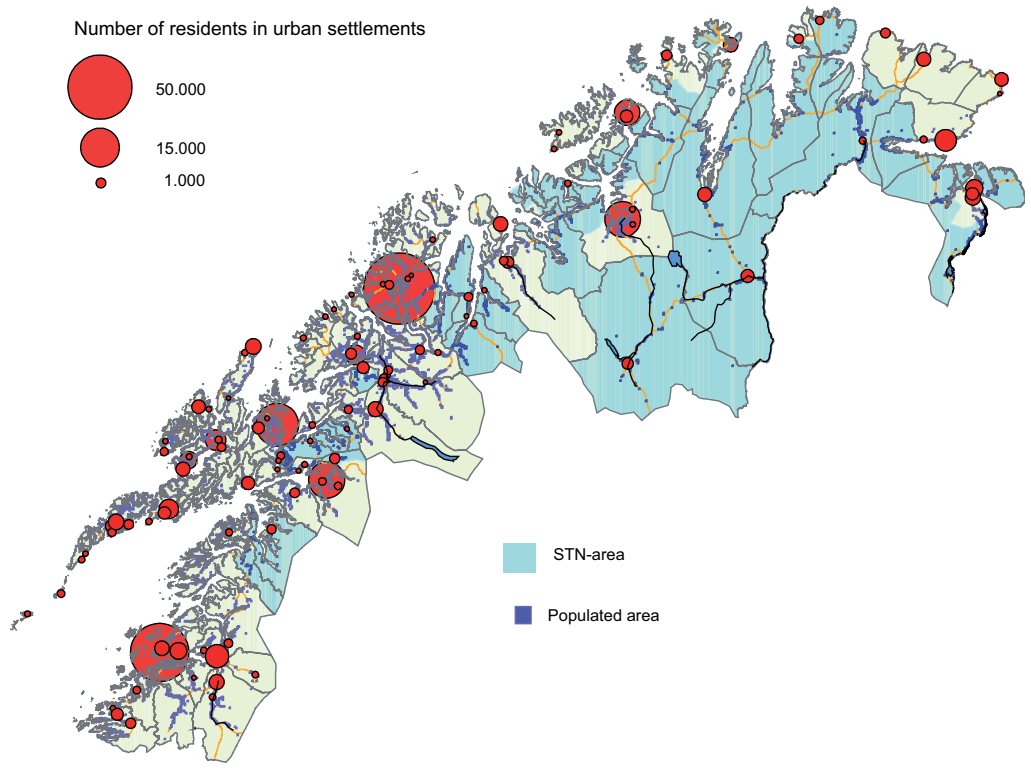 Number of residents in urban settlements
50.000
15.000
1.000
STN-area
Populated area